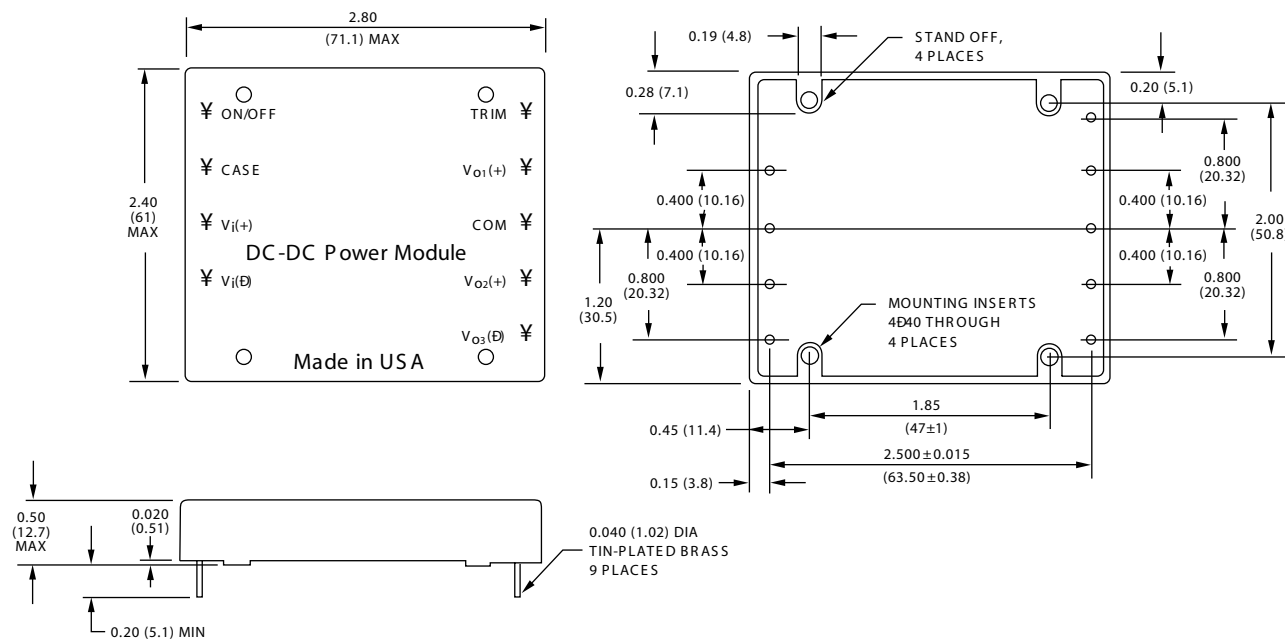 2.80
(71.1) MAX
¥ ON/OFF
TRIM ¥
¥ CASE
VO1(+) ¥
2.40
(61)
MAX
¥ Vi(+)
COM ¥
DC-DC Power Module
¥ Vi(Ð)
VO2(+) ¥
VO3(Ð) ¥
Made in USA
0.19 (4.8)
STAND OFF,
4 PLACES
0.28 (7.1)
0.20 (5.1)
0.800
(20.32)
0.400 (10.16)
0.400 (10.16)
2.00
(50.8)
0.400 (10.16)
0.400 (10.16)
0.800
(20.32)
0.800
(20.32)
1.20
(30.5)
MOUNTING INSERTS
4Ð40 THROUGH
4 PLACES
1.85
(47±1)
0.45 (11.4)
2.500±0.015
(63.50±0.38)
0.15 (3.8)
0.50
(12.7)
MAX
0.020
(0.51)
0.040 (1.02) DIA
TIN-PLATED BRASS
9 PLACES
0.20 (5.1) MIN